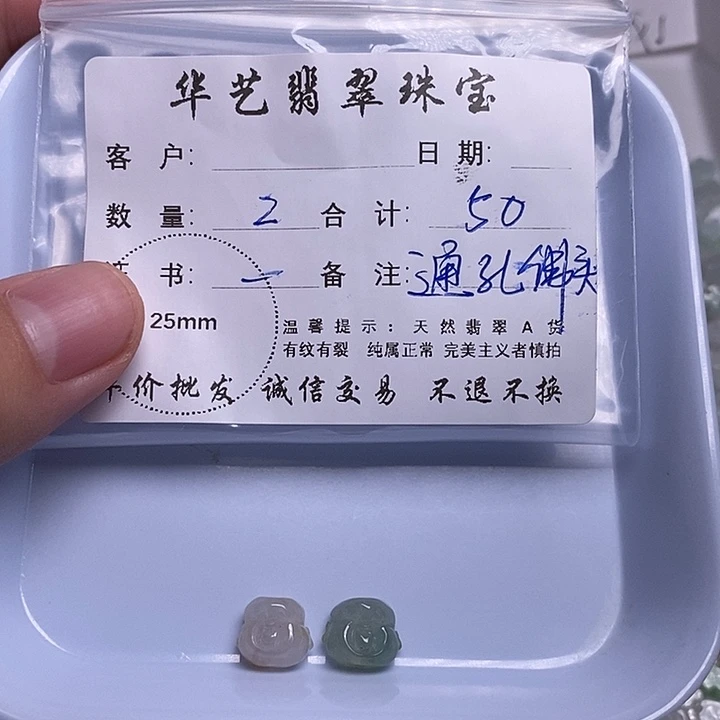 华艺翡翠珠宝
客 户: 日 期:
数 量: 2 合 计: 50
书: 一 备 注: 通孔佛头
25mm
温馨提示: 天然翡翠A货
有纹有裂 纯属正常 完美主义者慎拍
价批发 诚信交易 不退不换